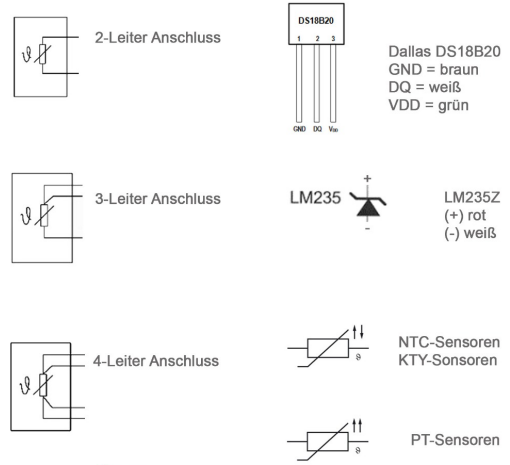 2-Leiter Anschluss
ϑ
DS18B20
1 2 3
GND DQ VDD
Dallas DS18B20
GND = braun
DQ = weiß
VDD = grün
3-Leiter Anschluss
ϑ
LM235
+
-
LM235Z
(+) rot
(-) weiß
4-Leiter Anschluss
ϑ
↑↓
ϑ
NTC-Sensoren
KTY-Sonsoren
↑↑
ϑ
PT-Sensoren